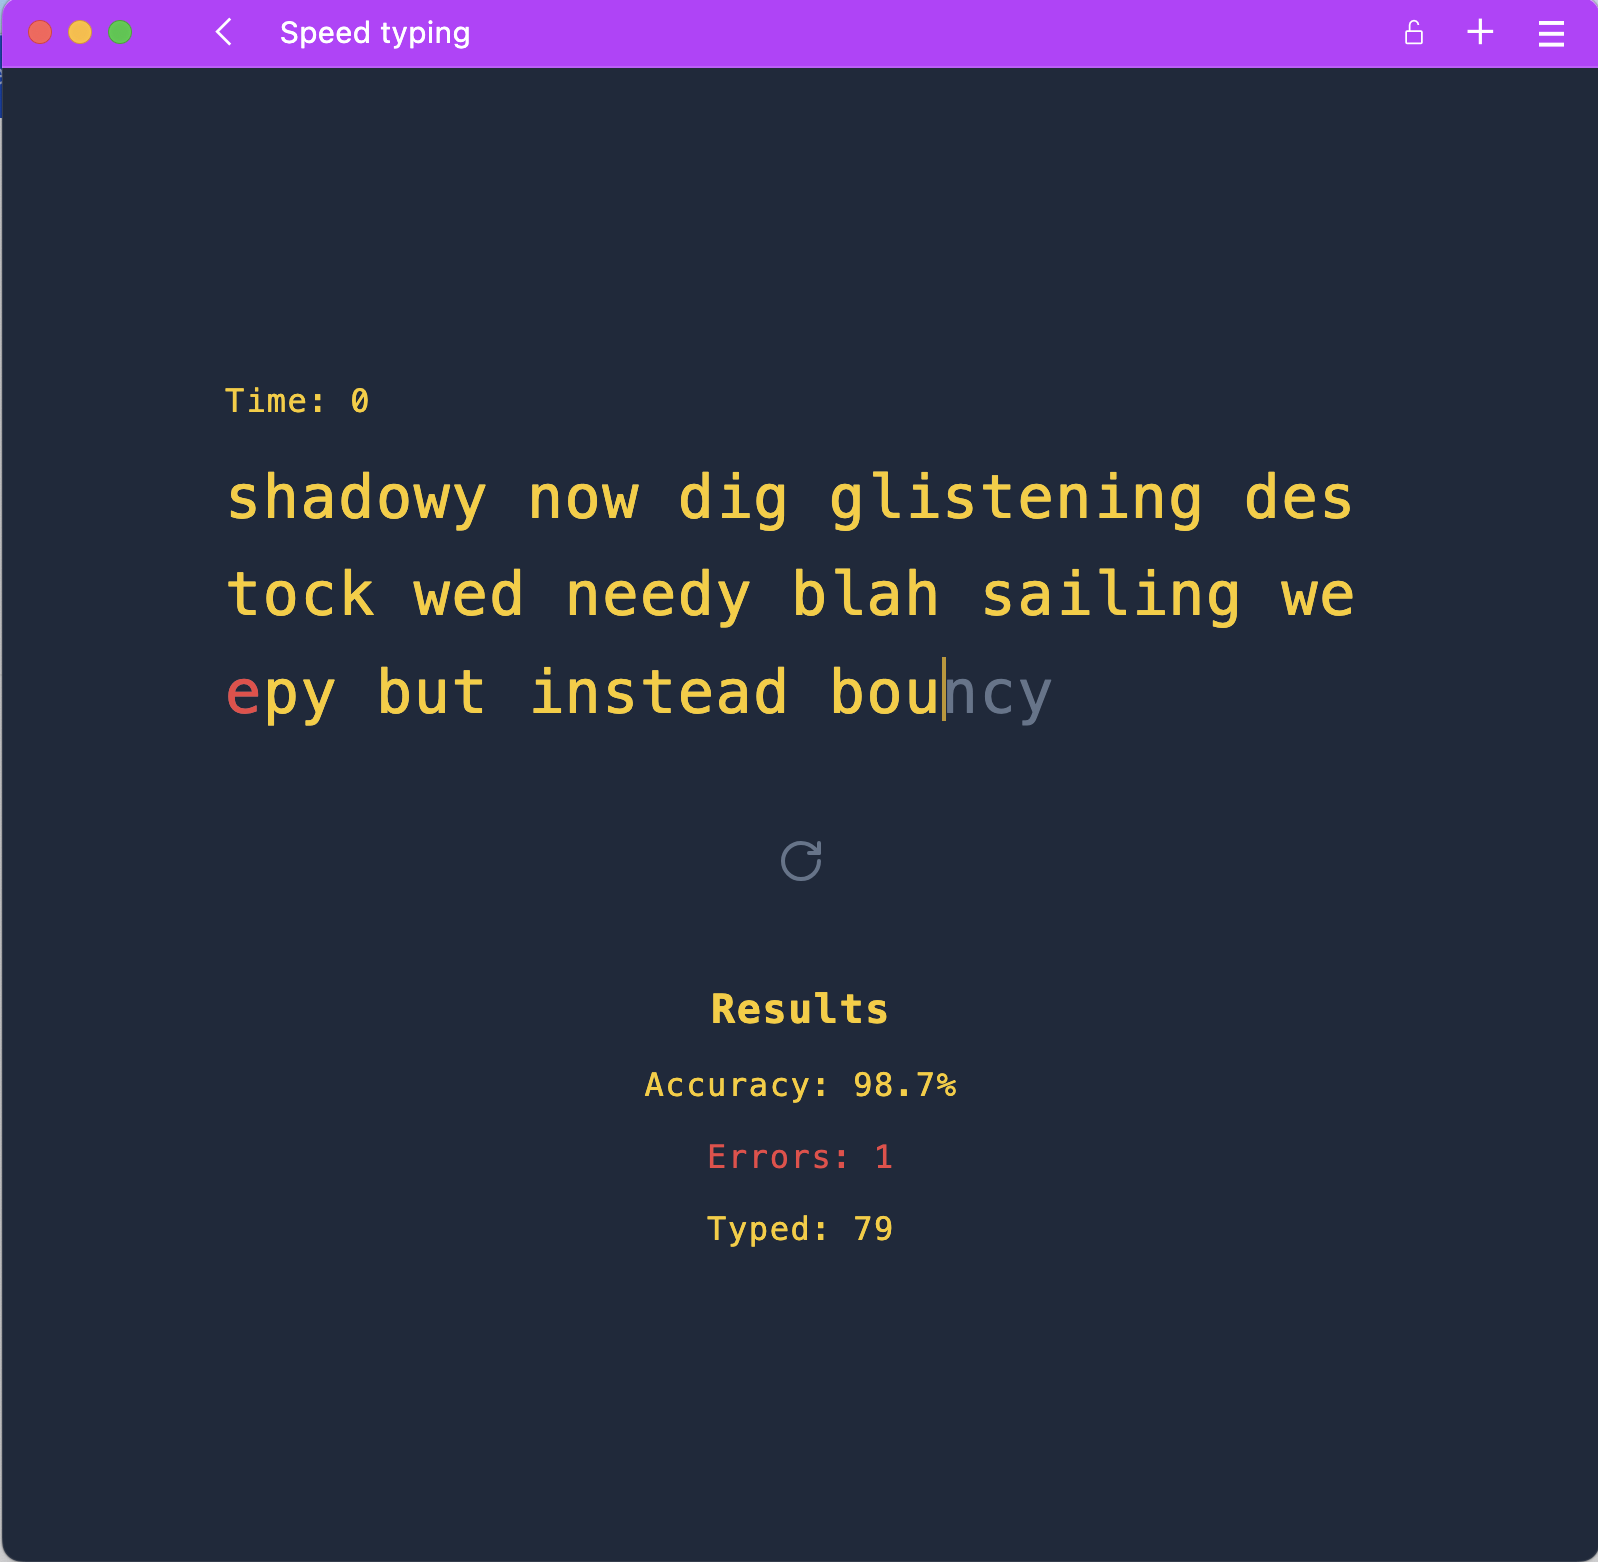 Speed typing
Time: 0
shadowy now dig glistening des
tock wed needy blah sailing we
epy but instead bouncy
Results
Accuracy: 98.7%
Errors: 1
Typed: 79